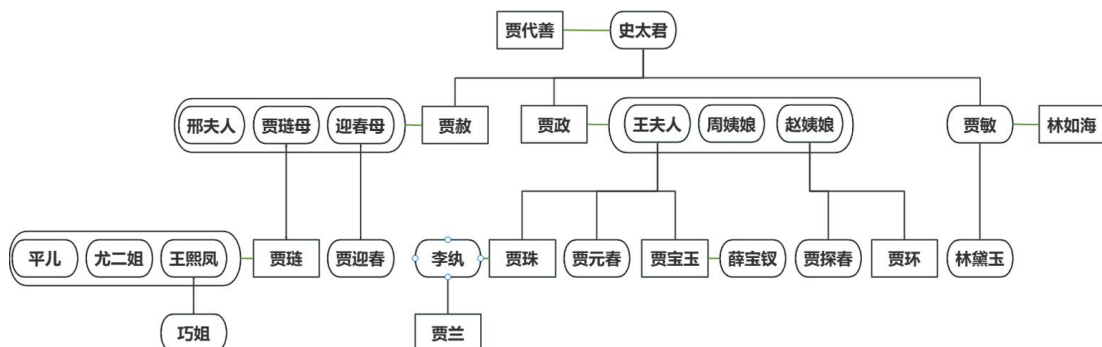 贾代善
史太君
邢夫人
贾琏母
迎春母
贾赦
贾政
王夫人
周姨娘
赵姨娘
贾敏
林如海
平儿
尤二姐
王熙凤
贾琏
贾迎春
李纨
贾珠
贾元春
贾宝玉
薛宝钗
贾探春
贾环
林黛玉
巧姐
贾兰